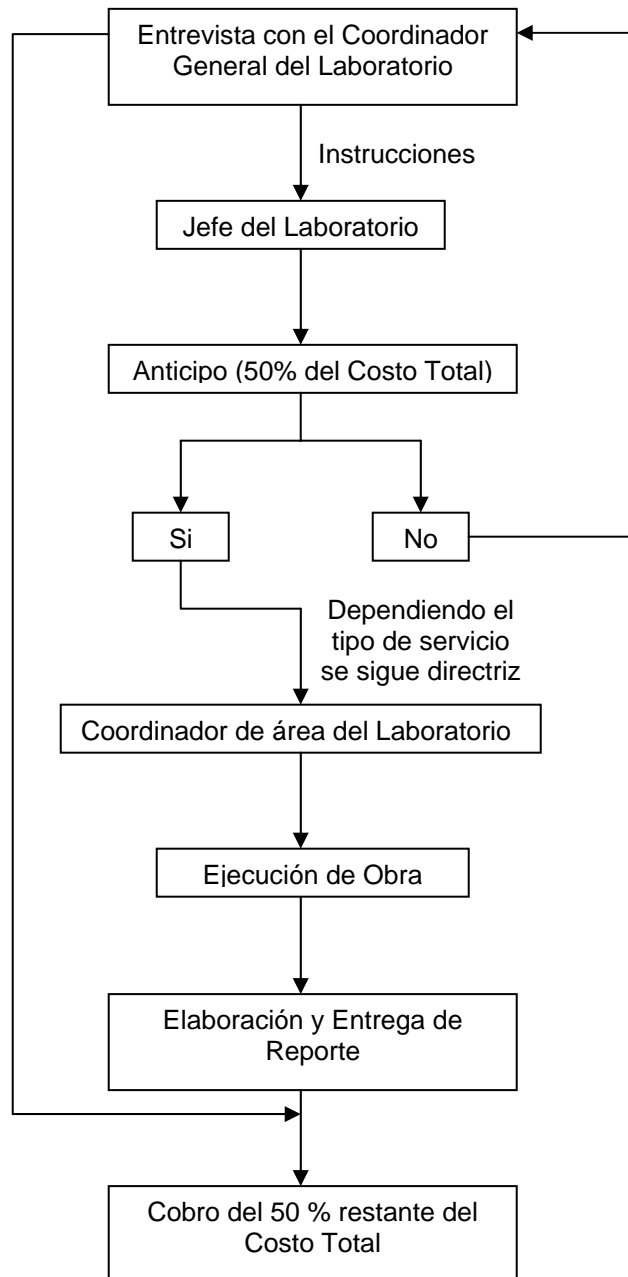 Entrevista con el Coordinador
General del Laboratorio
Instrucciones
Jefe del Laboratorio
Anticipo (50% del Costo Total)
Si
No
Dependiendo el
tipo de servicio
se sigue directriz
Coordinador de área del Laboratorio
Ejecución de Obra
Elaboración y Entrega de
Reporte
Cobro del 50 % restante del
Costo Total